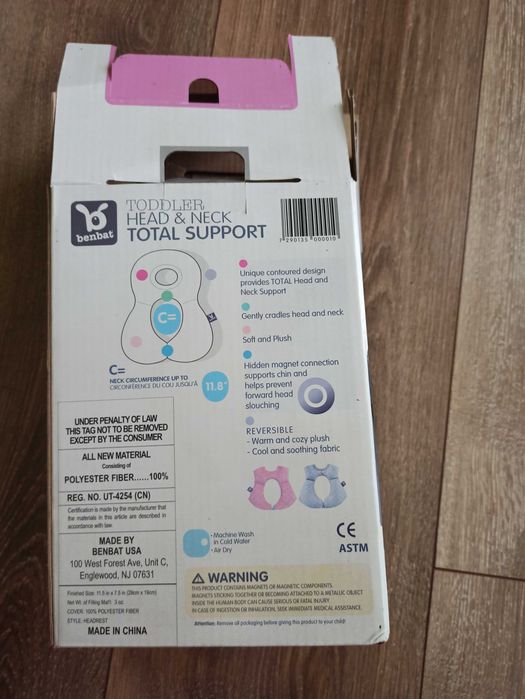 benbat
TODDLER
HEAD & NECK
TOTAL SUPPORT
7 290135 000010
Unique contoured design
provides TOTAL Head and
Neck Support
Gently cradles head and neck
Soft and Plush
Hidden magnet connection
supports chin and
helps prevent
forward head
slouching
REVERSIBLE
- Warm and cozy plush
- Cool and soothing fabric
C=
C=
NECK CIRCUMFERENCE UP TO
CIRCONFÉRENCE DU COU JUSQU'À
11.8"
UNDER PENALTY OF LAW
THIS TAG NOT TO BE REMOVED
EXCEPT BY THE CONSUMER
ALL NEW MATERIAL
Consisting of
POLYESTER FIBER......100%
REG. NO. UT-4254 (CN)
Certification is made by the manufacturer that
the materials in this article are described in
accordance with law.
MADE BY
BENBAT USA
100 West Forest Ave, Unit C,
Englewood, NJ 07631
Finished Size: 11.5 in x 7.5 in (29cm x 19cm)
Net Wt. of Filling Mat'l: 3 oz.
COVER: 100% POLYESTER FIBER
STYLE: HEADREST
MADE IN CHINA
• Machine Wash
in Cold Water
• Air Dry
CE
ASTM
WARNING
THIS PRODUCT CONTAINS MAGNETS OR MAGNETIC COMPONENTS.
MAGNETS STICKING TOGETHER OR BECOMING ATTACHED TO A METALLIC OBJECT
INSIDE THE HUMAN BODY CAN CAUSE SERIOUS OR FATAL INJURY.
IN CASE OF INGESTION OR INHALATION, SEEK IMMEDIATE MEDICAL ASSISTANCE.
Attention: Remove all packaging before giving this product to your child!